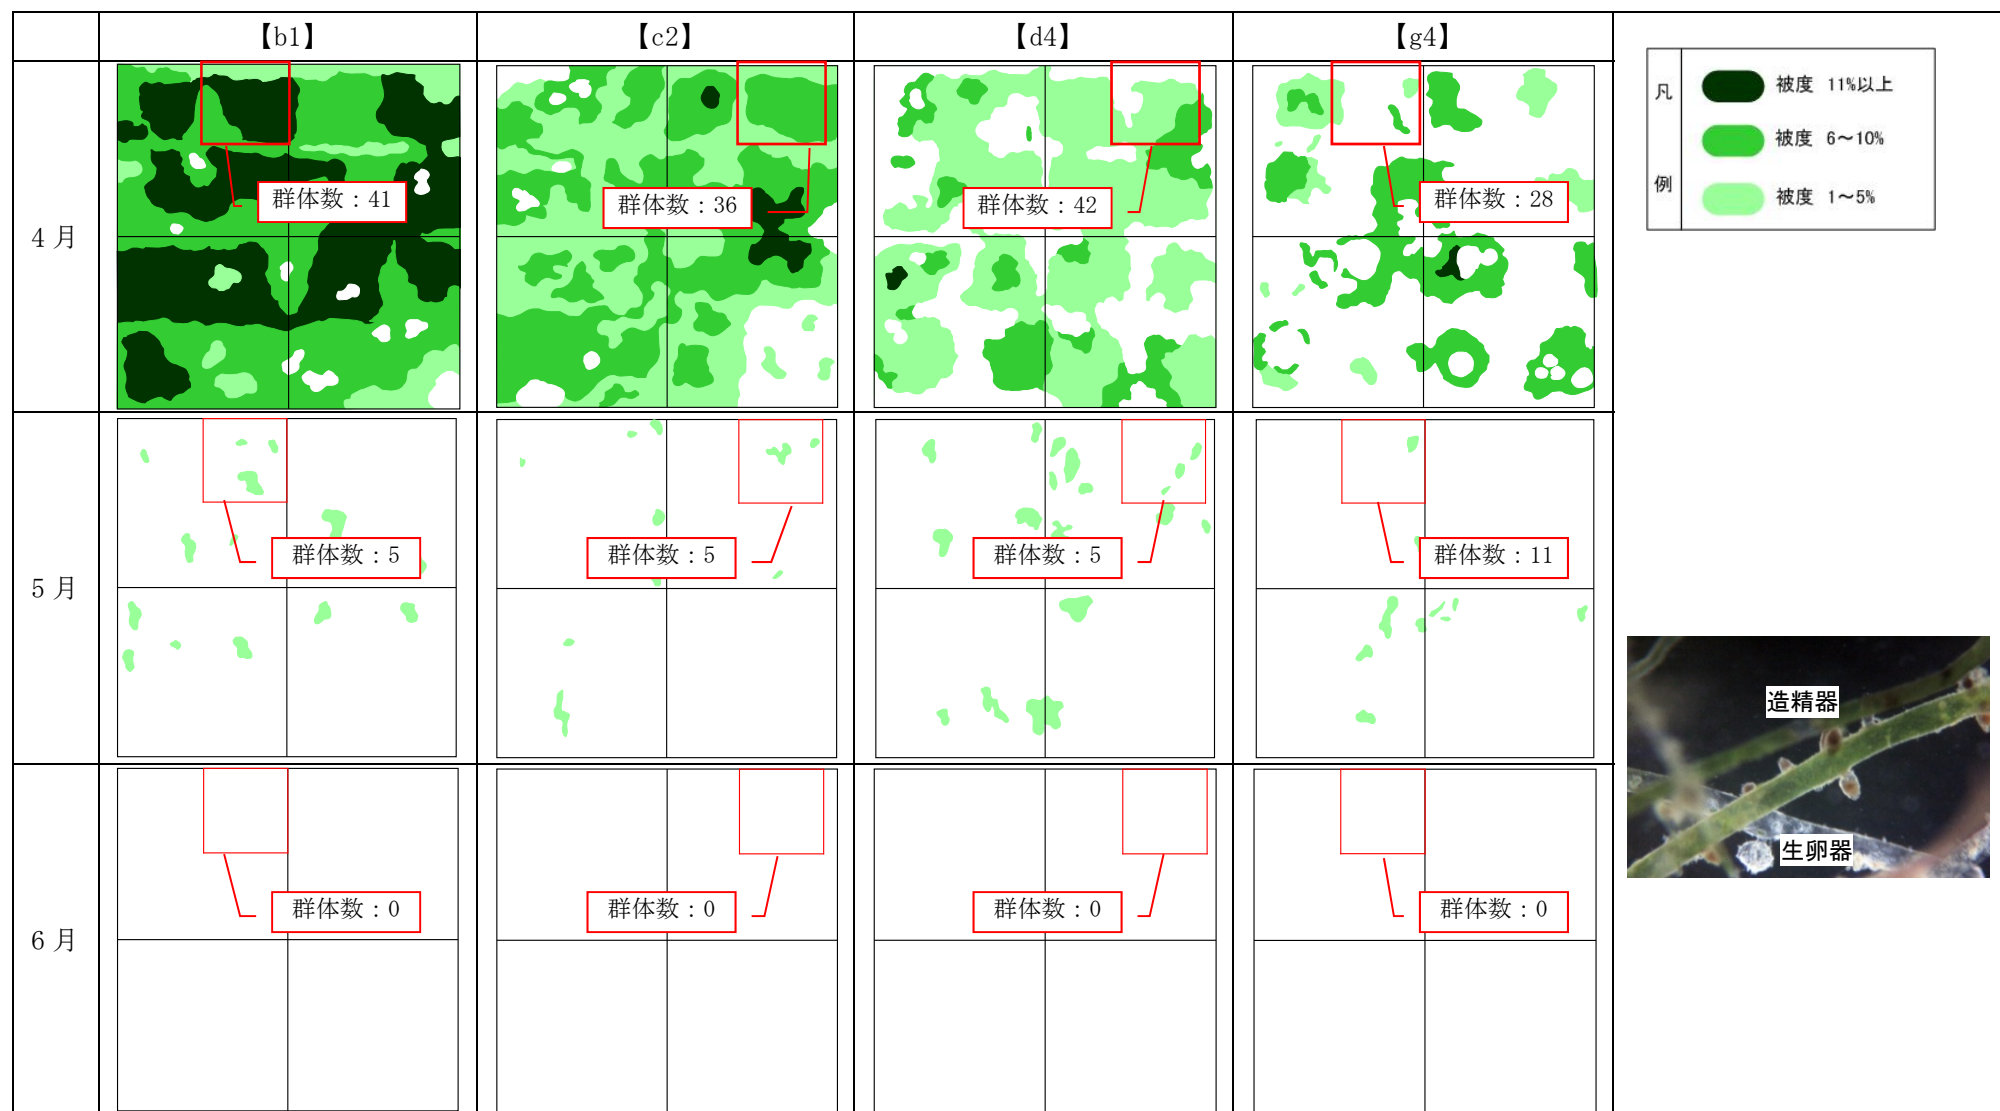 【b1】 【c2】 【d4】 【g4】
4 月
群体数：41
群体数：36
群体数：42
群体数：28
5 月
群体数：5
群体数：5
群体数：5
群体数：11
6 月
群体数：0
群体数：0
群体数：0
群体数：0
凡例
被度 11%以上
被度 6～10%
被度 1～5%
造精器
生卵器